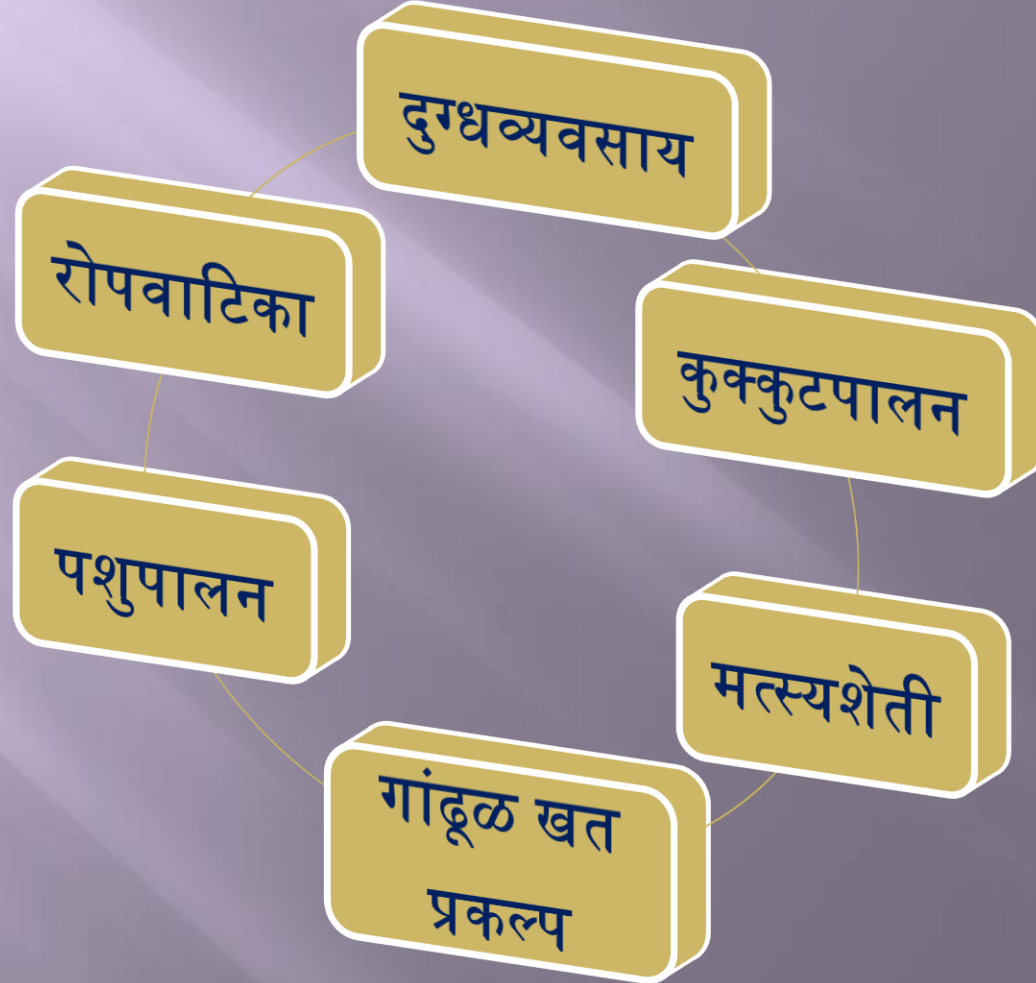 दुग्धव्यवसाय
कुक्कुटपालन
मत्स्यशेती
गांढूळ खत
प्रकल्प
पशुपालन
रोपवाटिका